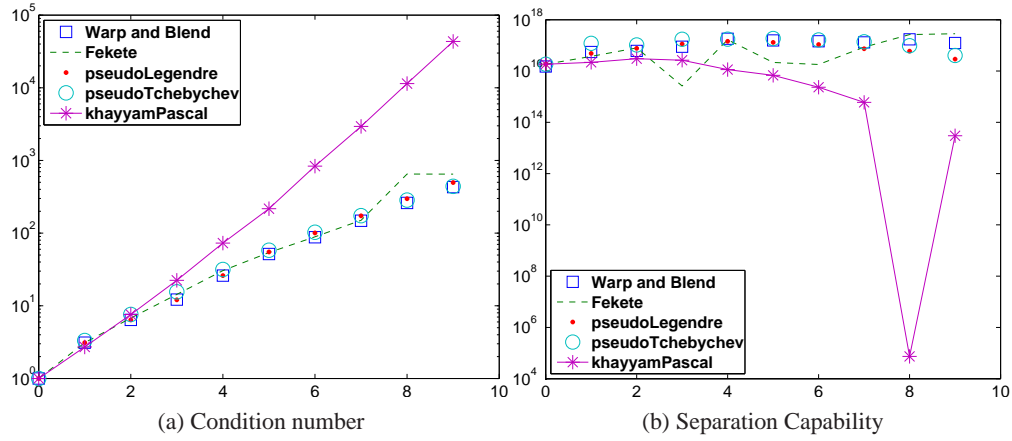 10^5
10^4
10^3
10^2
10^1
10^0
0
2
4
6
8
10
Warp and Blend
Fekete
pseudoLegendre
pseudoTchebychev
khayyamPascal
(a) Condition number
10^18
10^16
10^14
10^12
10^10
10^8
10^6
10^4
0
2
4
6
8
10
Warp and Blend
Fekete
pseudoLegendre
pseudoTchebychev
khayyamPascal
(b) Separation Capability